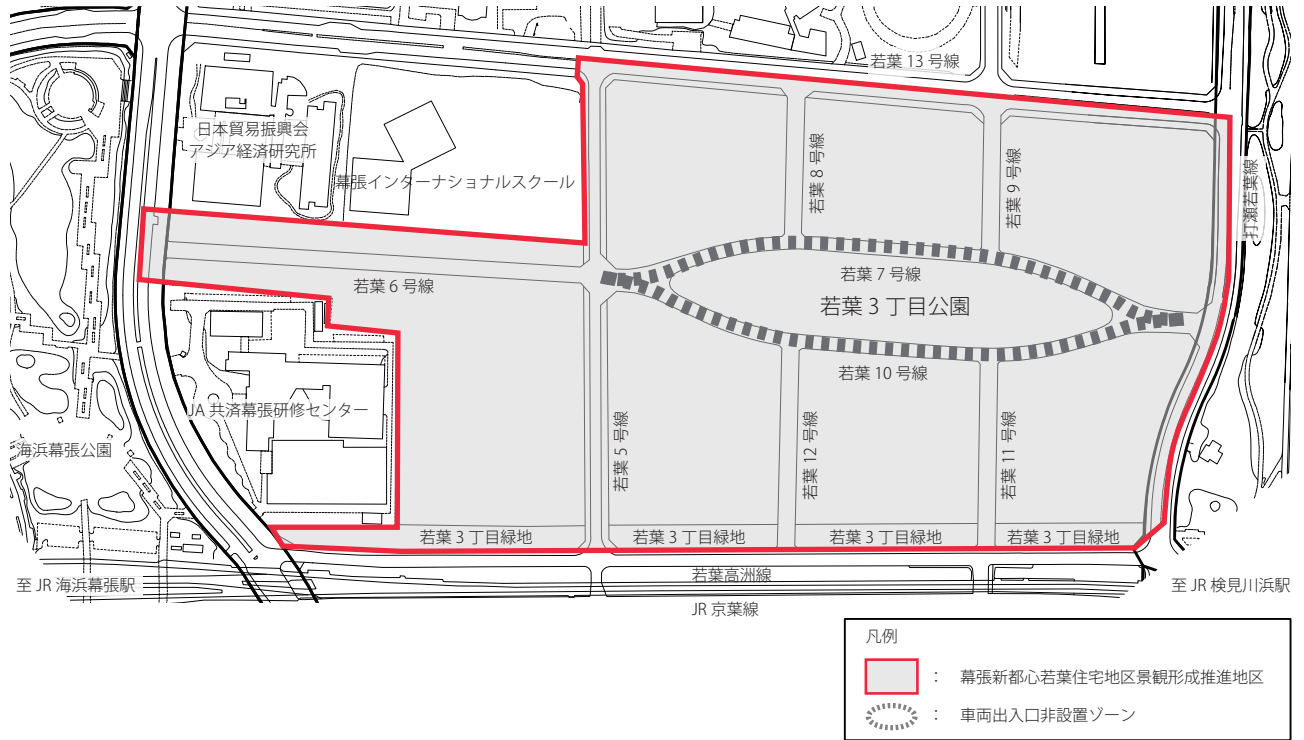 若葉 13 号線
日本貿易振興会
アジア経済研究所
幕張インターナショナルスクール
若葉 8 号線
若葉 9 号線
打瀬若葉線
若葉 6 号線
若葉 7 号線
若葉 3 丁目公園
若葉 10 号線
JA 共済幕張研修センター
海浜幕張公園
若葉 5 号線
若葉 12 号線
若葉 11 号線
若葉 3 丁目緑地
若葉 3 丁目緑地
若葉 3 丁目緑地
若葉 3 丁目緑地
至 JR 海浜幕張駅
若葉高洲線
至 JR 検見川浜駅
JR 京葉線
凡例
： 幕張新都心若葉住宅地区景観形成推進地区
： 車両出入口非設置ゾーン